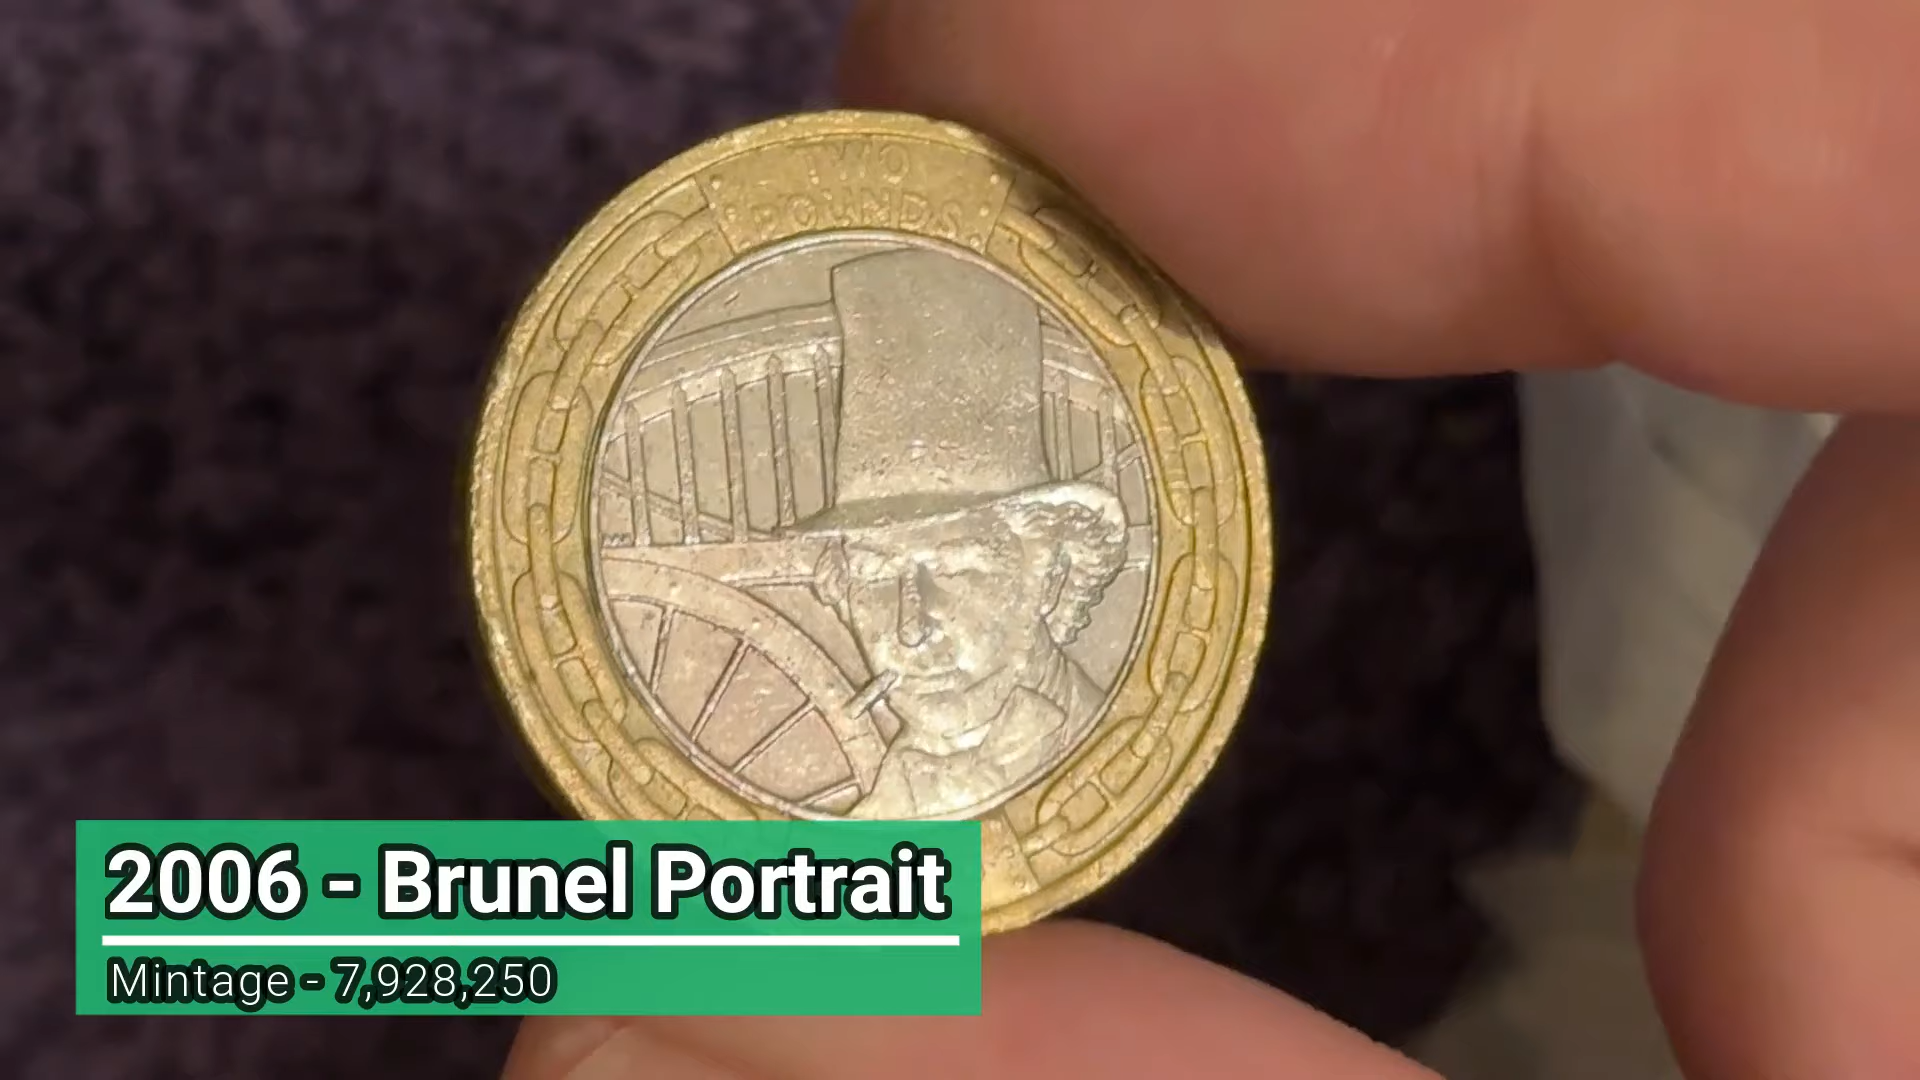 TWO
POUNDS
2006 - Brunel Portrait
Mintage - 7,928,250